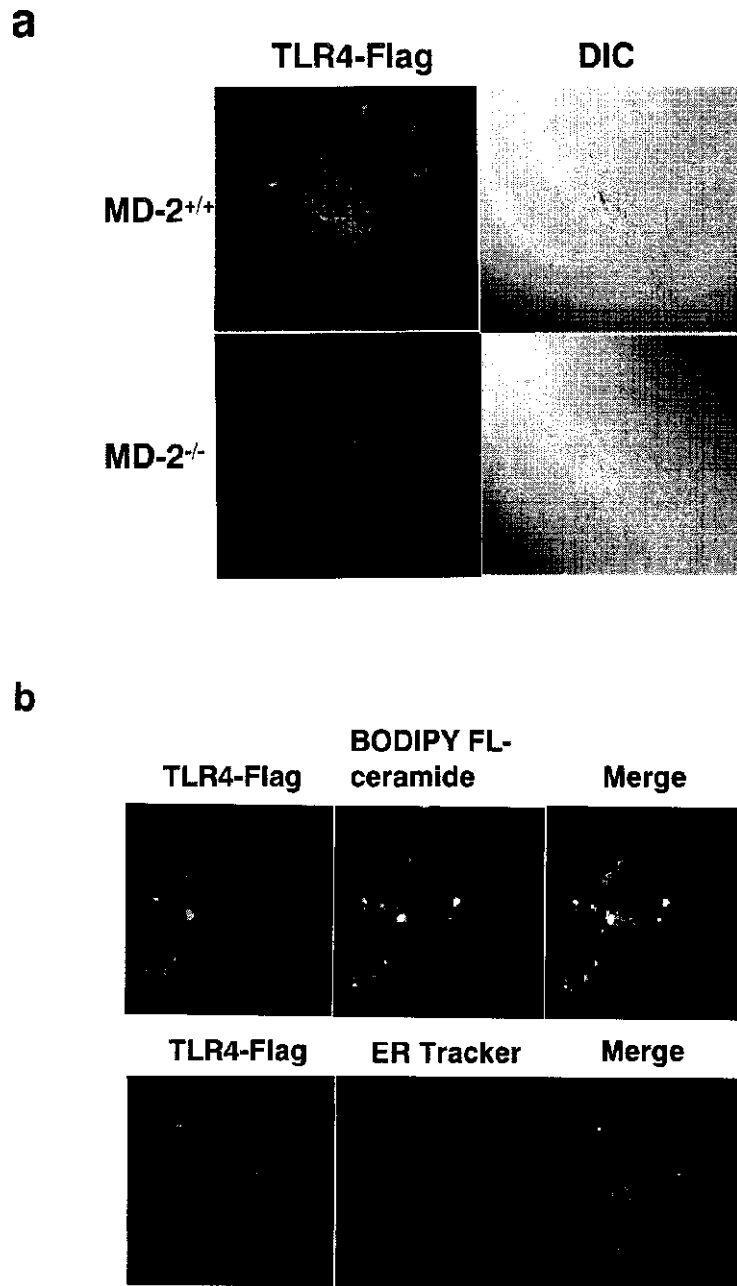 a
TLR4-Flag DIC
MD-2+/+
MD-2-/-
b
TLR4-Flag BODIPY FL-
ceramide Merge
TLR4-Flag ER Tracker Merge